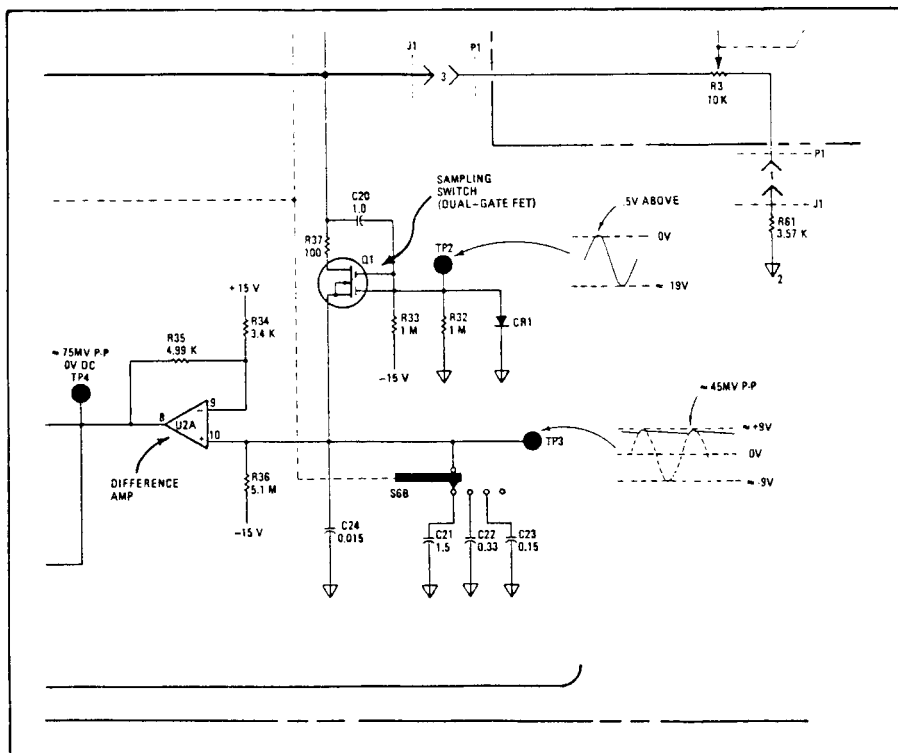 J1
P1
3
R3
10 K
P1
J1
R61
3.57 K
2
SAMPLING
SWITCH
(DUAL-GATE FET)
C20
1.0
R37
100
Q1
TP2
.5V ABOVE
0V
≈ 19V
+15 V
R34
3.4 K
R35
4.99 K
R33
1 M
R32
1 M
CR1
-15 V
≈ 75MV P-P
0V DC
TP4
8
U2A
9
-
10
+
DIFFERENCE
AMP
R36
5.1 M
-15 V
TP3
≈ 45MV P-P
≈ +9V
0V
≈ -9V
S6B
C24
0.015
C21
1.5
C22
0.33
C23
0.15